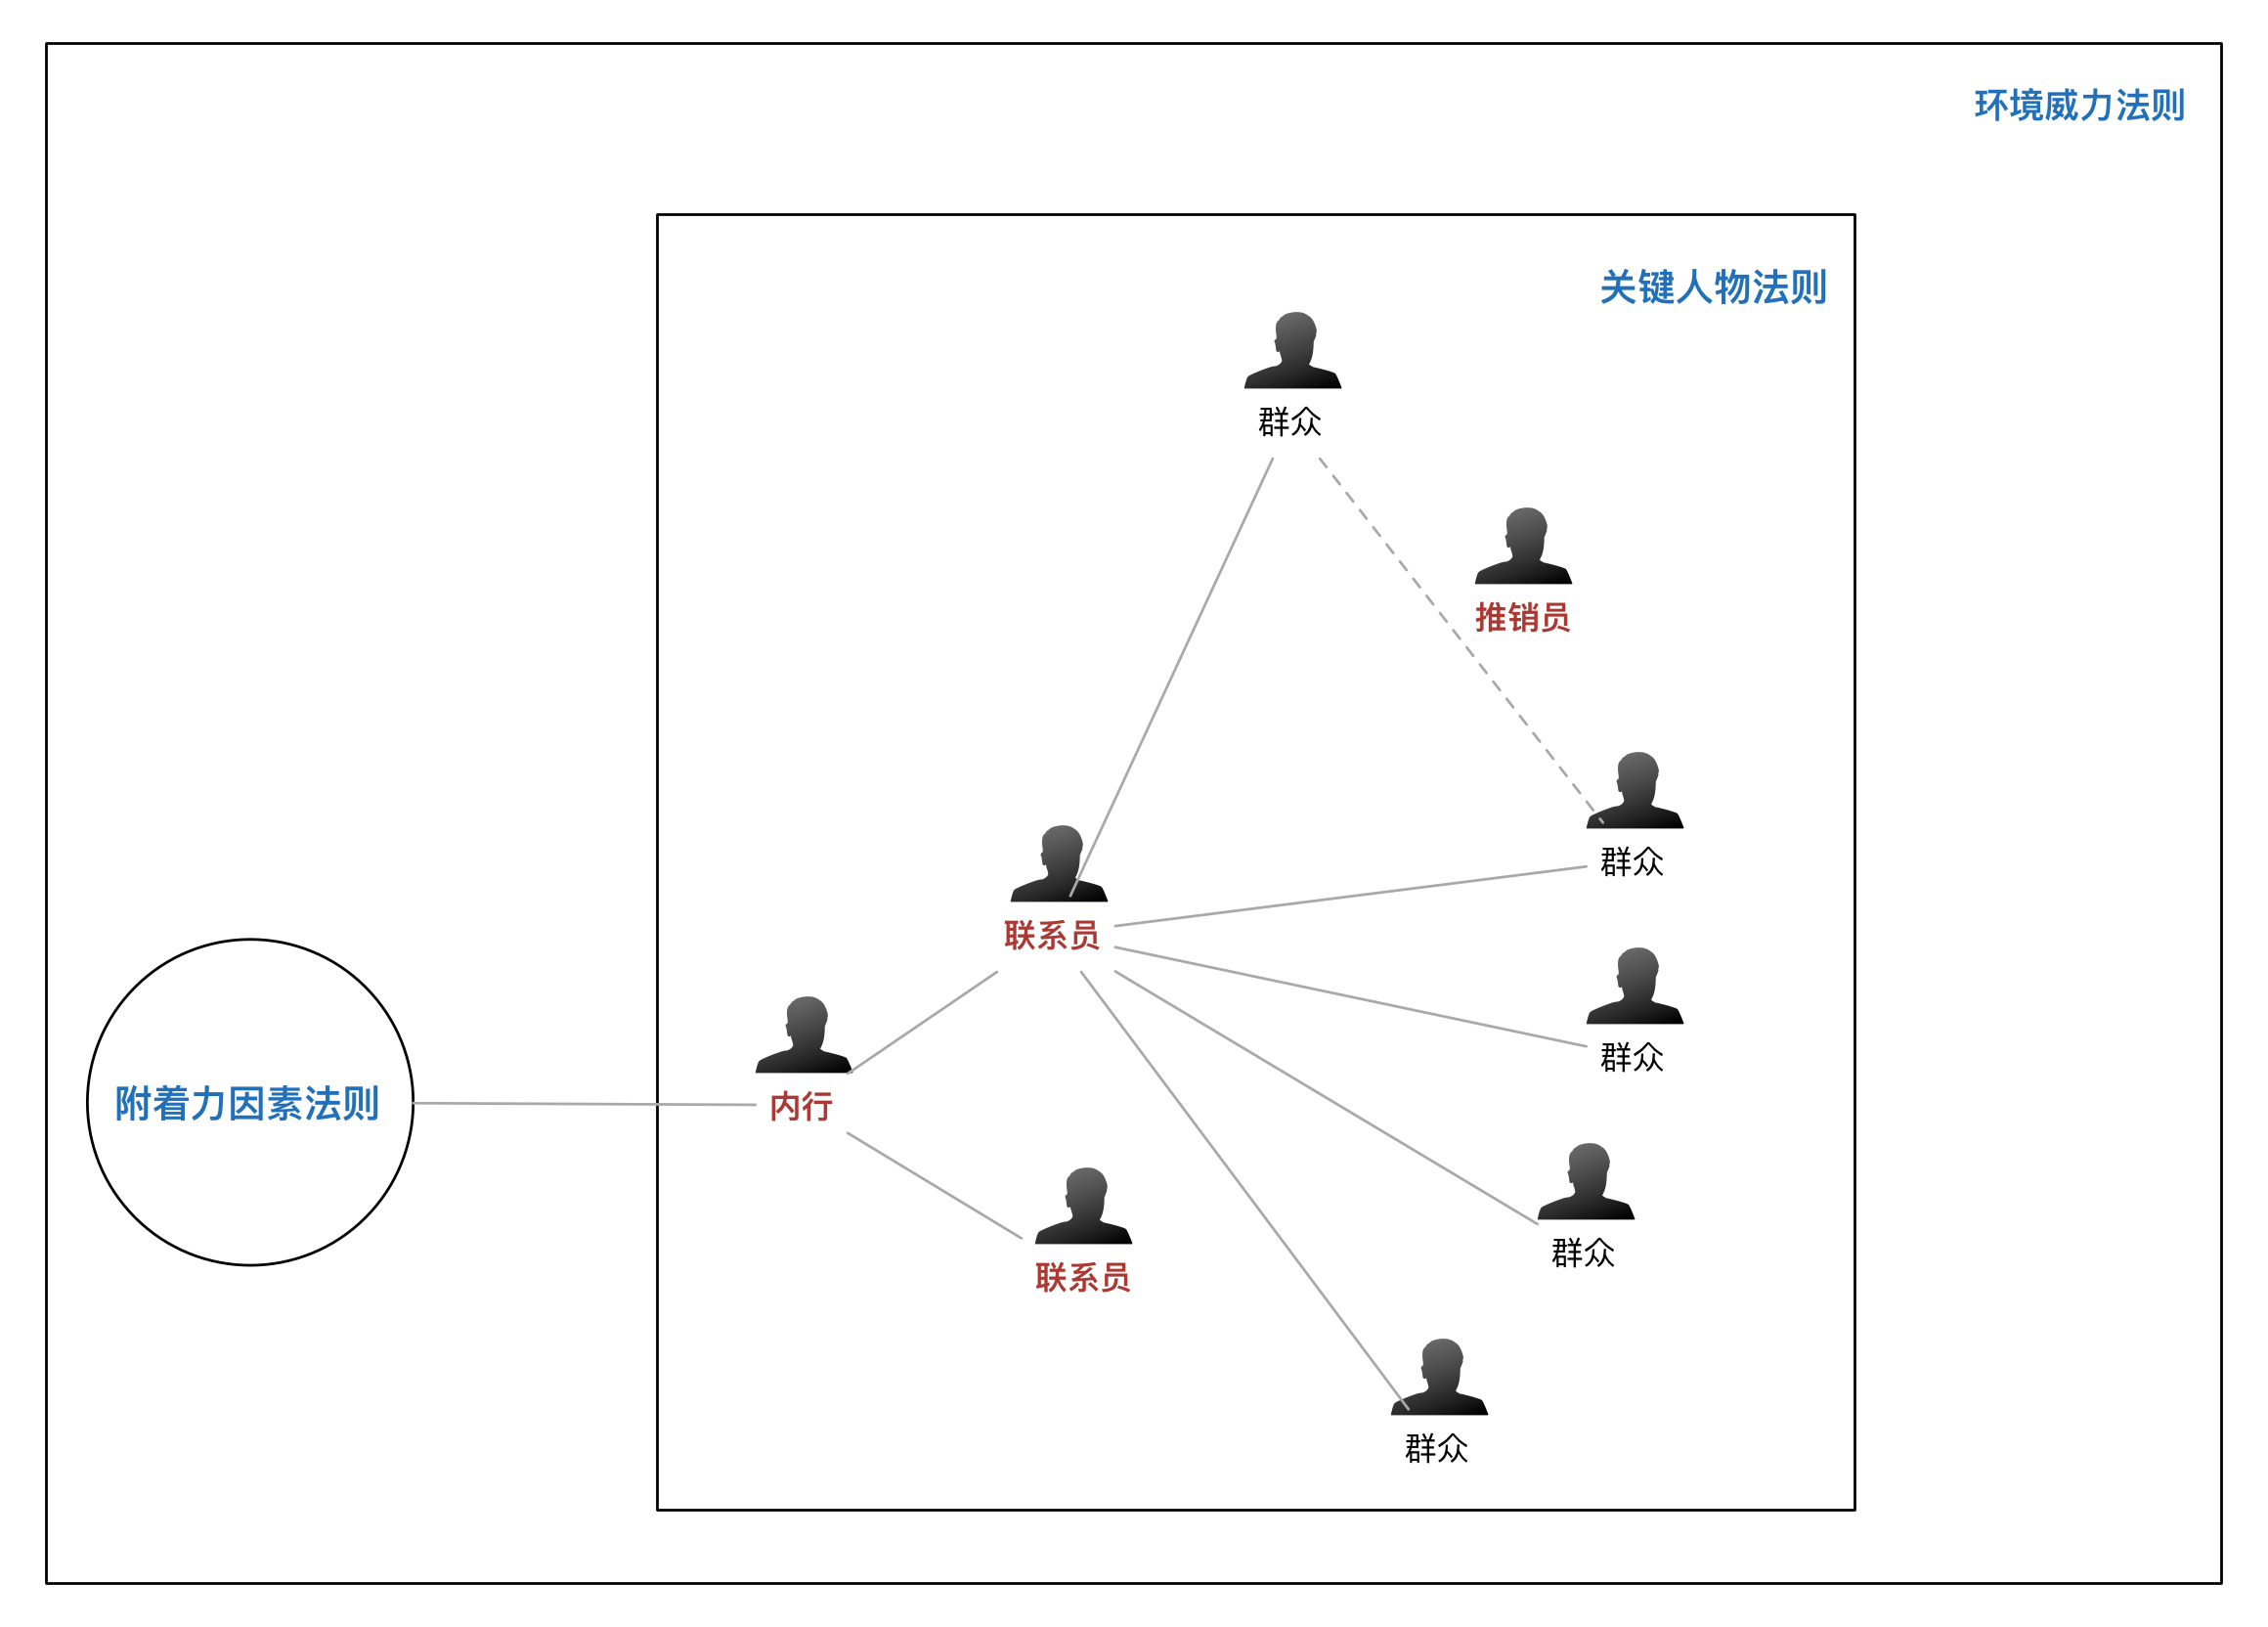 环境威力法则
关键人物法则
群众
推销员
群众
联系员
群众
附着力因素法则
内行
群众
联系员
群众